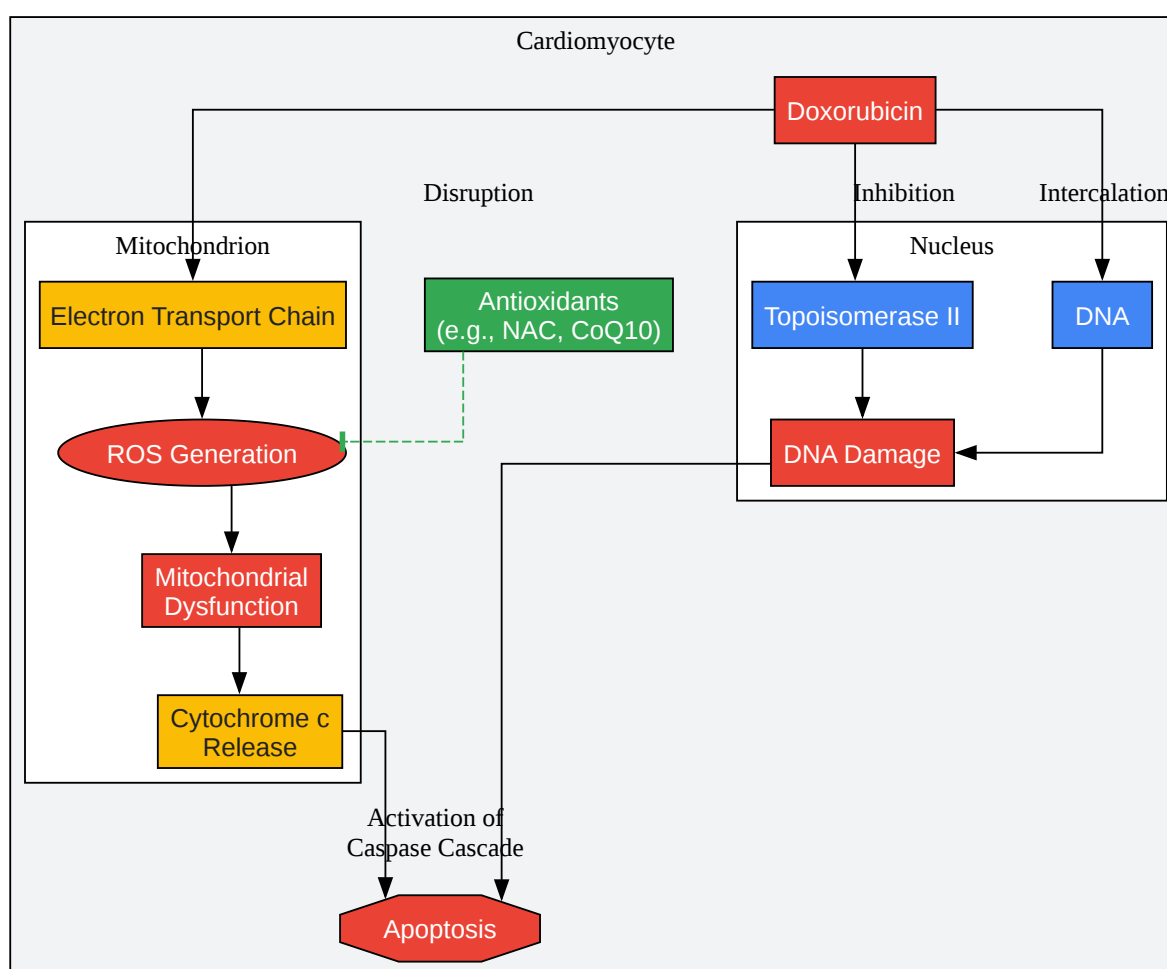 Cardiomyocyte
Doxorubicin
Disruption
Inhibition
Intercalation
Mitochondrion
Nucleus
Electron Transport Chain
Antioxidants
(e.g., NAC, CoQ10)
Topoisomerase II
DNA
ROS Generation
DNA Damage
Mitochondrial
Dysfunction
Cytochrome c
Release
Activation of
Caspase Cascade
Apoptosis